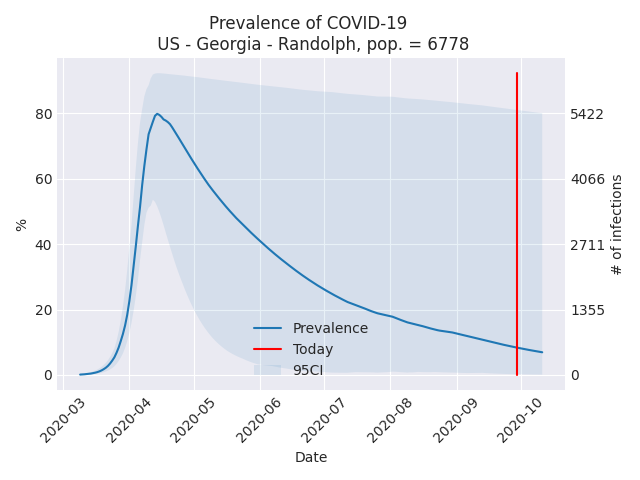 Prevalence of COVID-19
US - Georgia - Randolph, pop. = 6778
80
60
40
20
0
%
5422
4066
2711
1355
0
# of infections
Prevalence
Today
95CI
2020-03
2020-04
2020-05
2020-06
2020-07
2020-08
2020-09
2020-10
Date